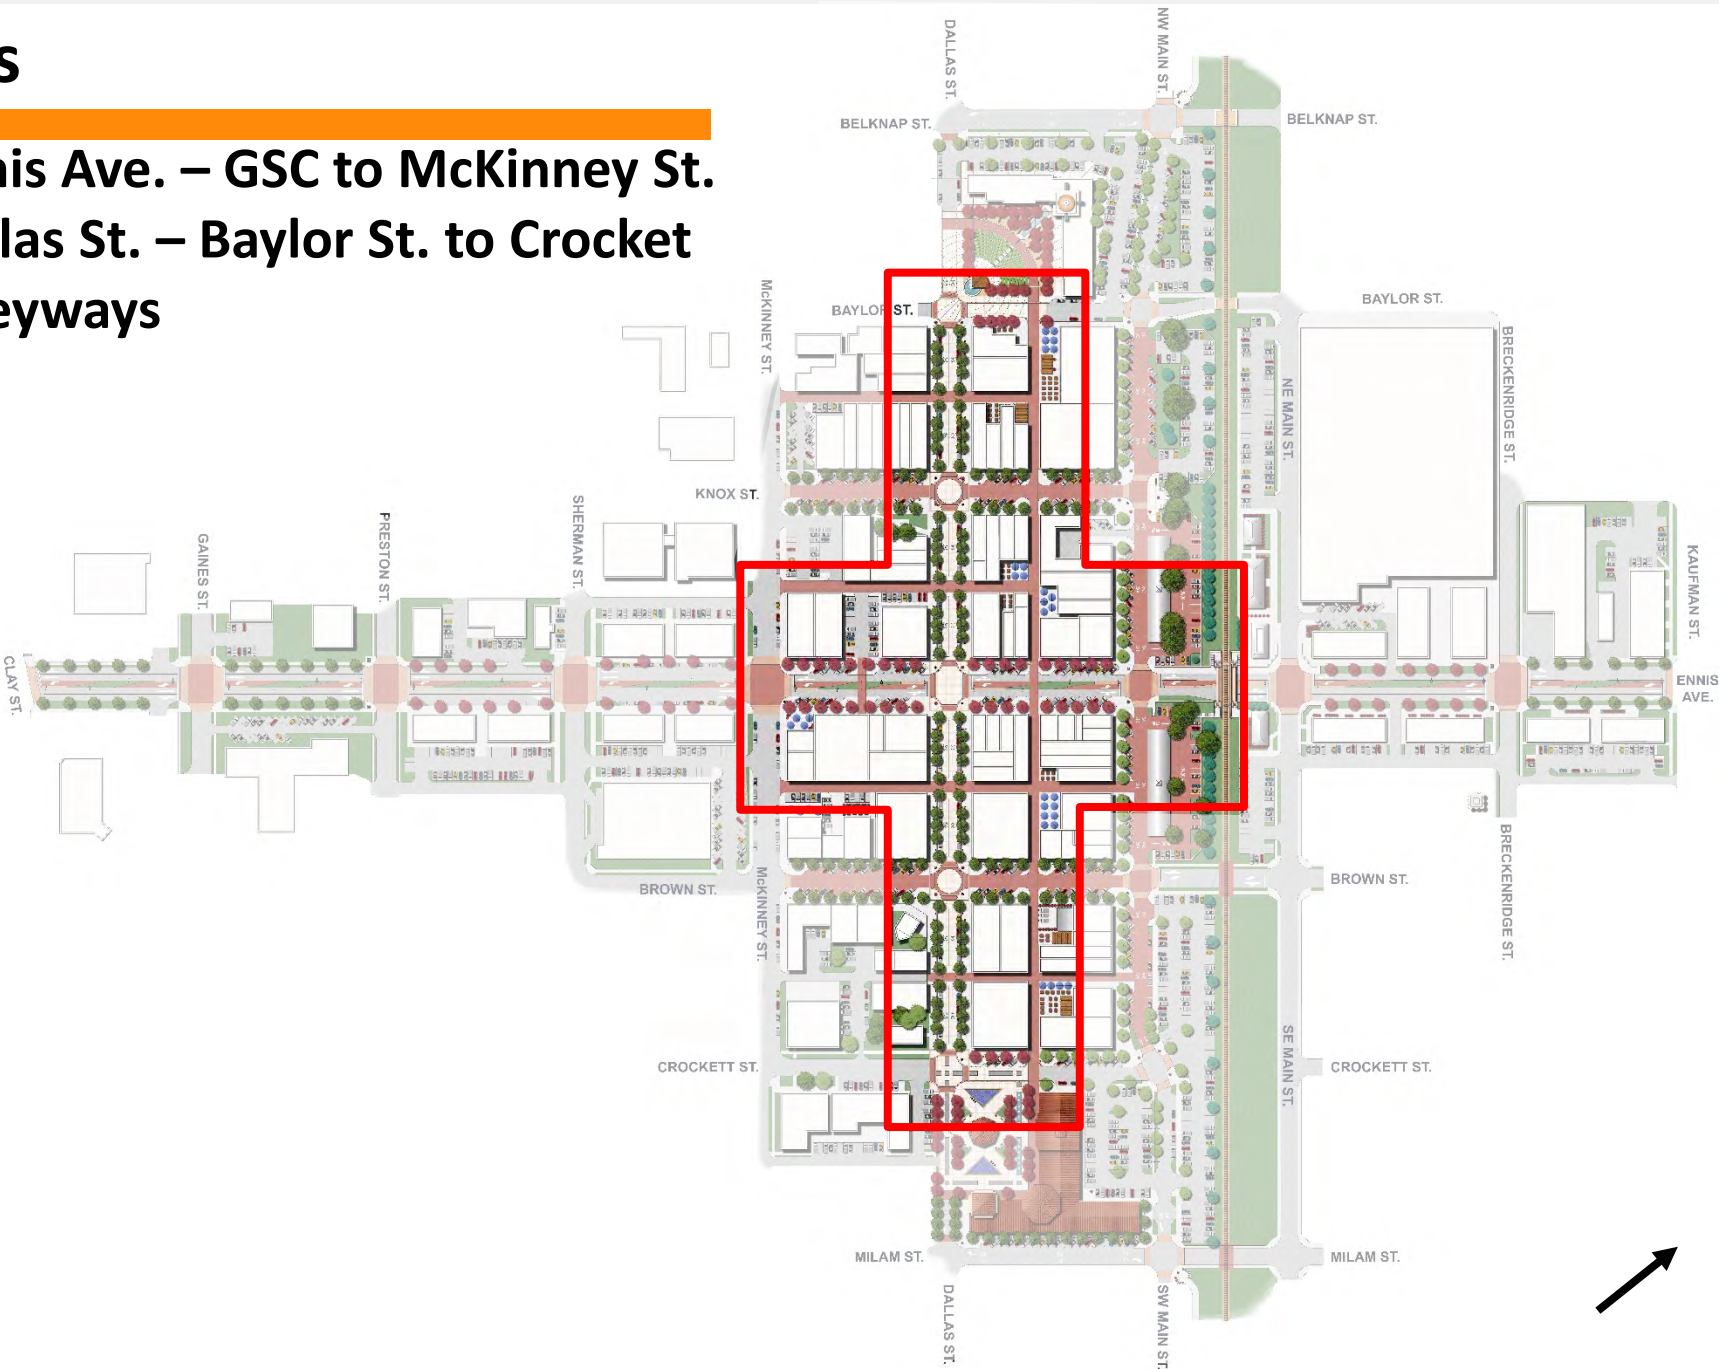 s
nis Ave. – GSC to McKinney St.
las St. – Baylor St. to Crocket
eyways
DALLAS ST.
NW MAIN ST.
BELKNAP ST.
BELKNAP ST.
McKINNEY ST.
BAYLOR ST.
BAYLOR ST.
BRECKENRIDGE ST.
NE MAIN ST.
KNOX ST.
SHERMAN ST.
PRESTON ST.
GAINES ST.
KAUFMAN ST.
CLAY ST.
ENNIS
AVE.
BROWN ST.
McKINNEY ST.
BROWN ST.
BRECKENRIDGE ST.
CROCKETT ST.
SE MAIN ST.
CROCKETT ST.
MILAM ST.
MILAM ST.
DALLAS ST.
SW MAIN ST.